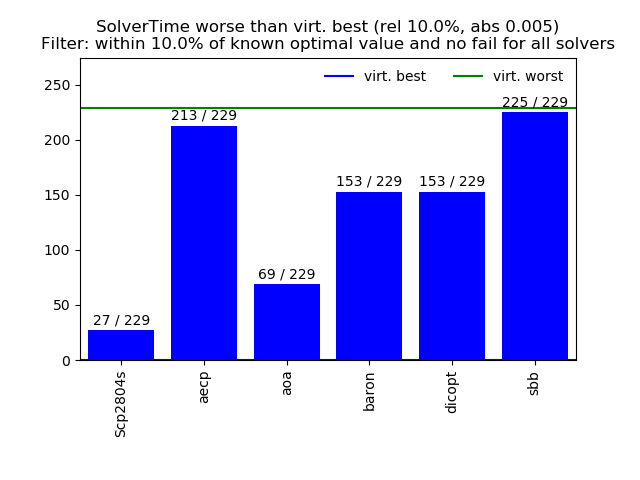 SolverTime worse than virt. best (rel 10.0%, abs 0.005)
Filter: within 10.0% of known optimal value and no fail for all solvers
virt. best
virt. worst
250
200
150
100
50
0
27 / 229
213 / 229
69 / 229
153 / 229
153 / 229
225 / 229
Scp2804s
aecp
aoa
baron
dicopt
sbb